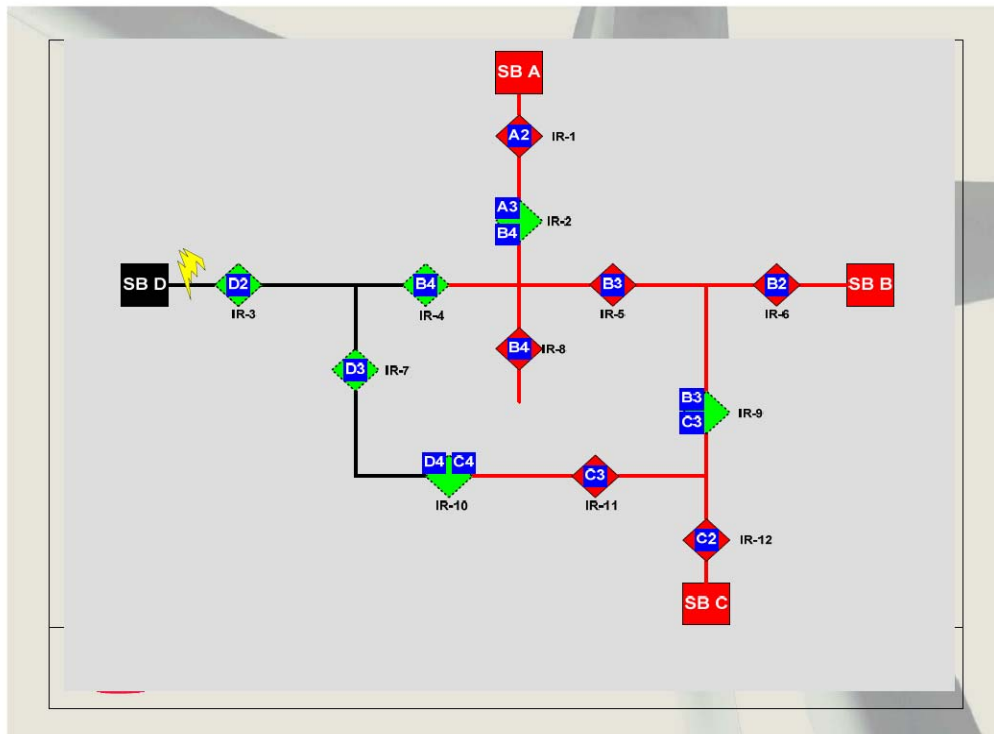 SB A
A2 IR-1
A3
IR-2
B4
SB D D2 B4 B3 B2 SB B
IR-3 IR-4 IR-5 IR-6
B4 IR-8
D3 IR-7
B3
IR-9
C3
D4 C4
C3
IR-10 IR-11
C2 IR-12
SB C